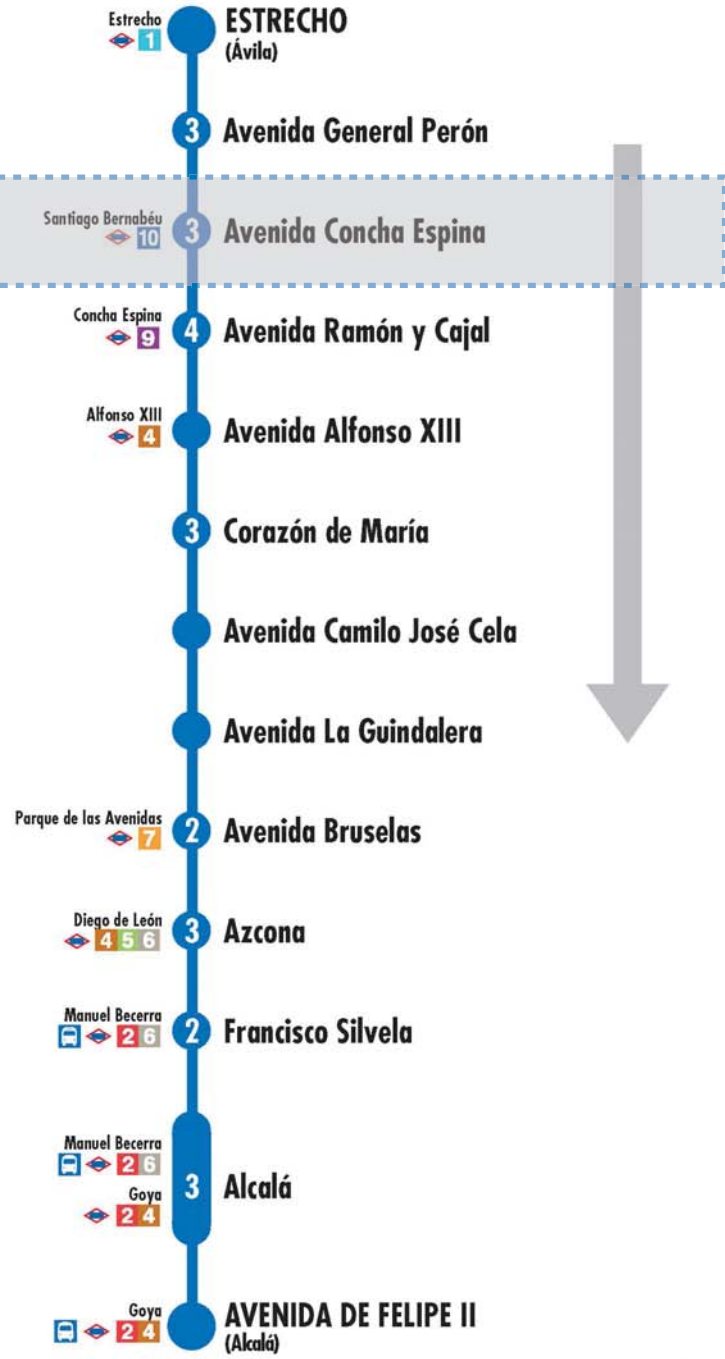 Estrecho
1
ESTRECHO
(Ávila)
3 Avenida General Perón
Santiago Bernabéu
10
3 Avenida Concha Espina
Concha Espina
9
4 Avenida Ramón y Cajal
Alfonso XIII
4
Avenida Alfonso XIII
3 Corazón de María
Avenida Camilo José Cela
Avenida La Guindalera
Parque de las Avenidas
7
2 Avenida Bruselas
Diego de León
4 5 6
3 Azcona
Manuel Becerra
2 6
2 Francisco Silvela
Manuel Becerra
2 6
Goya
2 4
3 Alcalá
Goya
2 4
AVENIDA DE FELIPE II
(Alcalá)